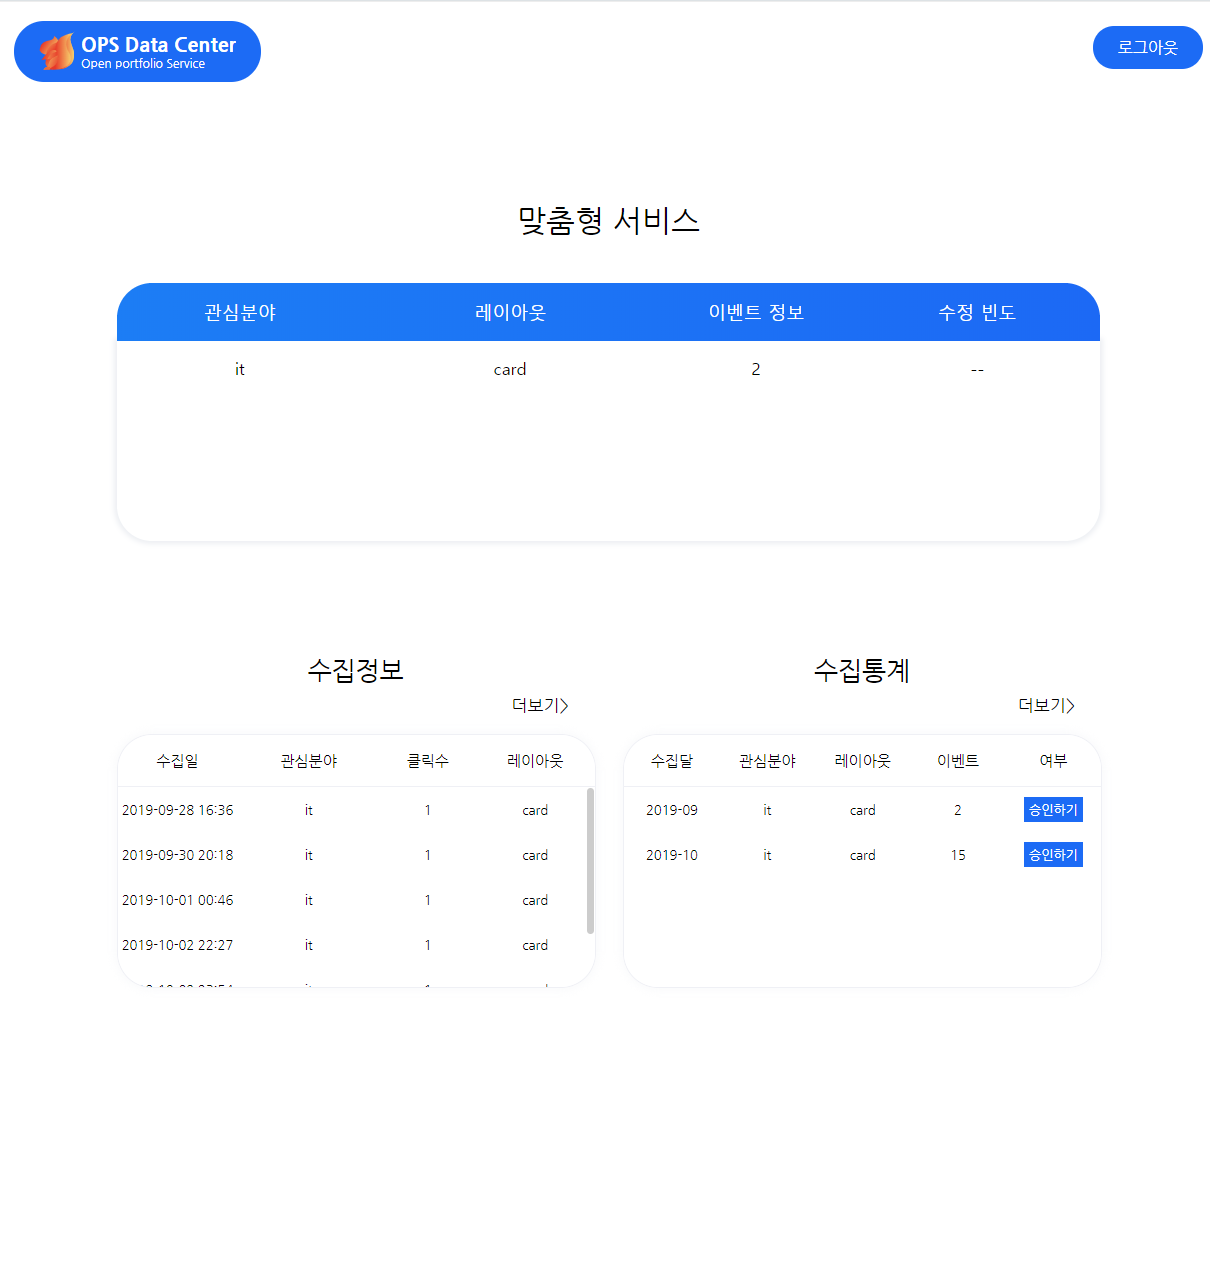 OPS Data Center
Open portfolio Service
로그아웃
맞춤형 서비스
관심분야 레이아웃 이벤트 정보 수정 빈도
it card 2 --
수집정보
더보기>
수집일 관심분야 클릭수 레이아웃
2019-09-28 16:36 it 1 card
2019-09-30 20:18 it 1 card
2019-10-01 00:46 it 1 card
2019-10-02 22:27 it 1 card
수집통계
더보기>
수집달 관심분야 레이아웃 이벤트 여부
2019-09 it card 2 승인하기
2019-10 it card 15 승인하기